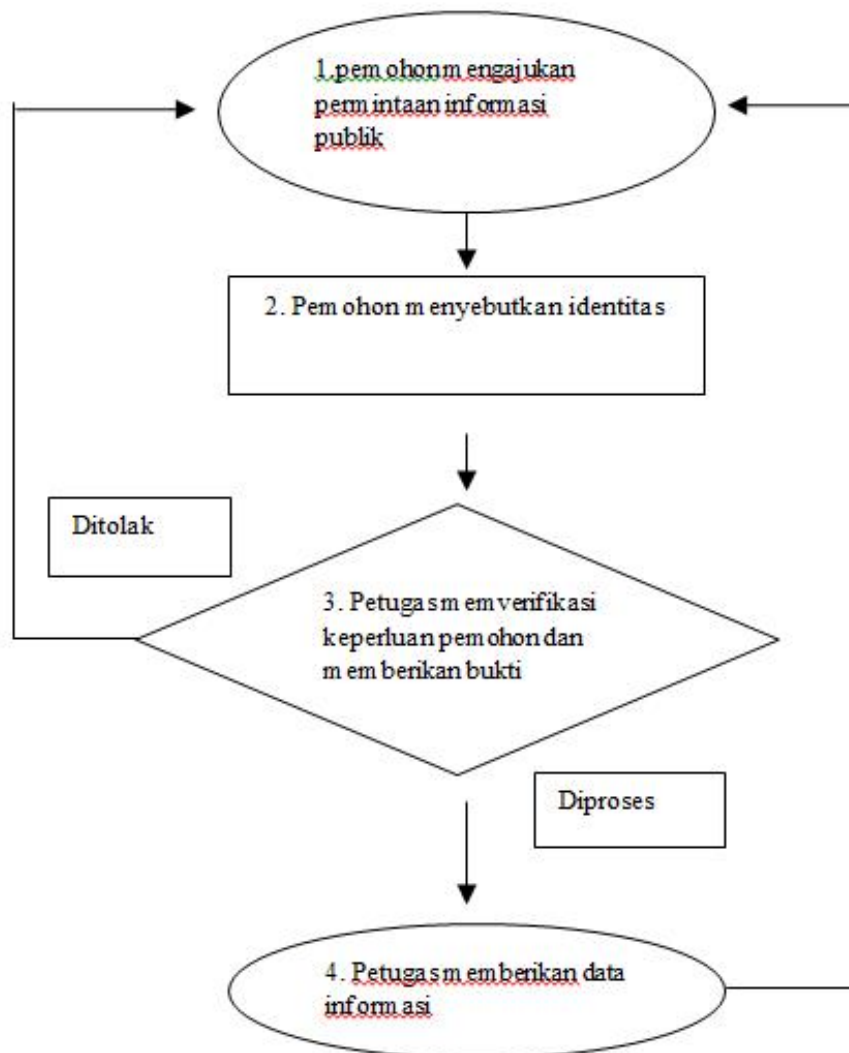 1.pemohon mengajukan
permintaan informasi
publik
2. Pemohon menyebutkan identitas
Ditolak
3. Petugas memverifikasi
keperluan pemohon dan
memberikan bukti
Diproses
4. Petugas memberikan data
informasi